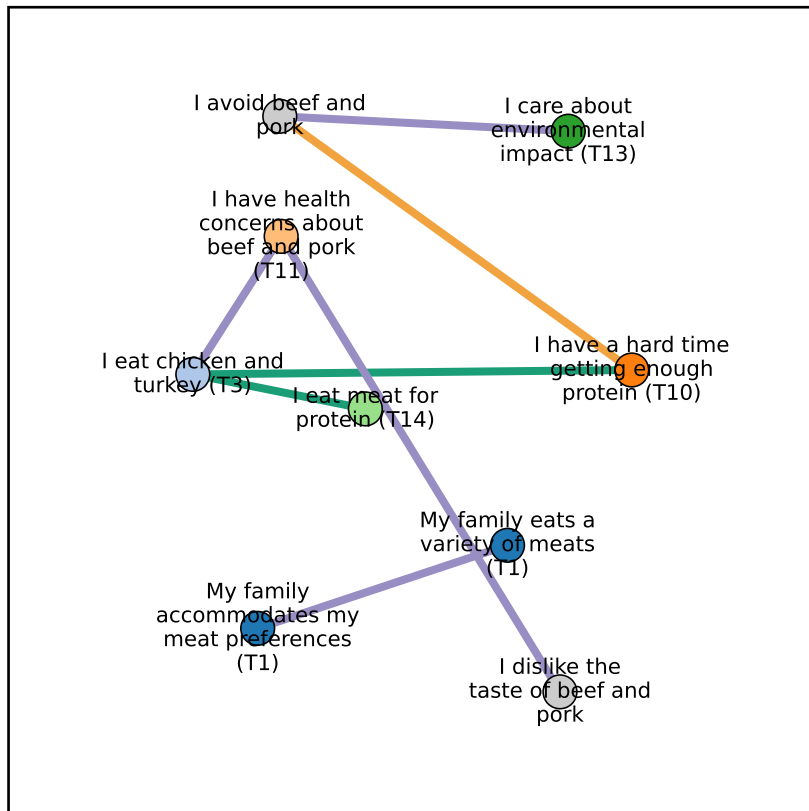 I avoid beef and
pork
I care about
environmental
impact (T13)
I have health
concerns about
beef and pork
(T11)
I have a hard time
getting enough
protein (T10)
I eat chicken and
turkey (T3)
I eat meat for
protein (T14)
My family eats a
variety of meats
(T1)
My family
accommodates my
meat preferences
(T1)
I dislike the
taste of beef and
pork